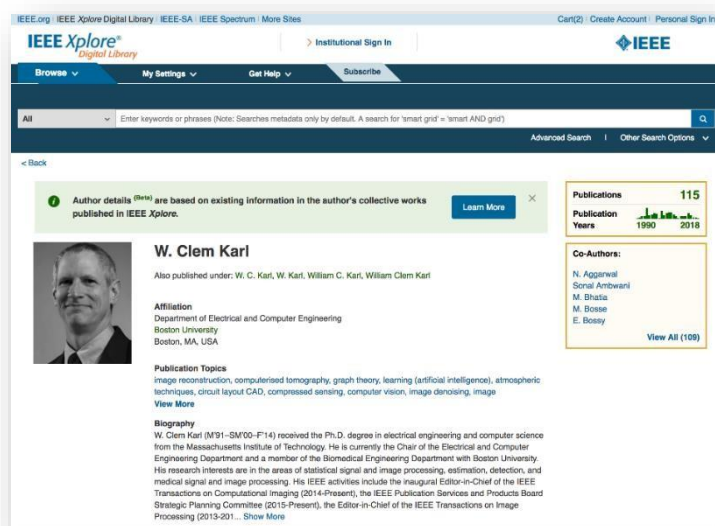 IEEE.org | IEEE Xplore Digital Library | IEEE-SA | IEEE Spectrum | More Sites
Cart(2) | Create Account | Personal Sign In
IEEE Xplore®
Digital Library
> Institutional Sign In
IEEE
Browse
My Settings
Get Help
Subscribe
All
Enter keywords or phrases (Note: Searches metadata only by default. A search for 'smart grid' = 'smart AND grid')
Advanced Search | Other Search Options
< Back
Author details (Beta) are based on existing information in the author's collective works
published in IEEE Xplore.
Learn More
Publications 115
Publication
Years 1990 2018
W. Clem Karl
Also published under: W. C. Karl, W. Karl, William C. Karl, William Clem Karl
Co-Authors:
N. Aggarwal
Sonal Ambwani
M. Bhatia
M. Bosse
E. Bossy
View All (109)
Affiliation
Department of Electrical and Computer Engineering
Boston University
Boston, MA, USA
Publication Topics
image reconstruction, computerised tomography, graph theory, learning (artificial intelligence), atmospheric
techniques, circuit layout CAD, compressed sensing, computer vision, image denoising, image
View More
Biography
W. Clem Karl (M'91–SM'00–F'14) received the Ph.D. degree in electrical engineering and computer science
from the Massachusetts Institute of Technology. He is currently the Chair of the Electrical and Computer
Engineering Department and a member of the Biomedical Engineering Department with Boston University.
His research interests are in the areas of statistical signal and image processing, estimation, detection, and
medical signal and image processing. His IEEE activities include the inaugural Editor-in-Chief of the IEEE
Transactions on Computational Imaging (2014-Present), the IEEE Publication Services and Products Board
Strategic Planning Committee (2015-Present), the Editor-in-Chief of the IEEE Transactions on Image
Processing (2013-201... Show More